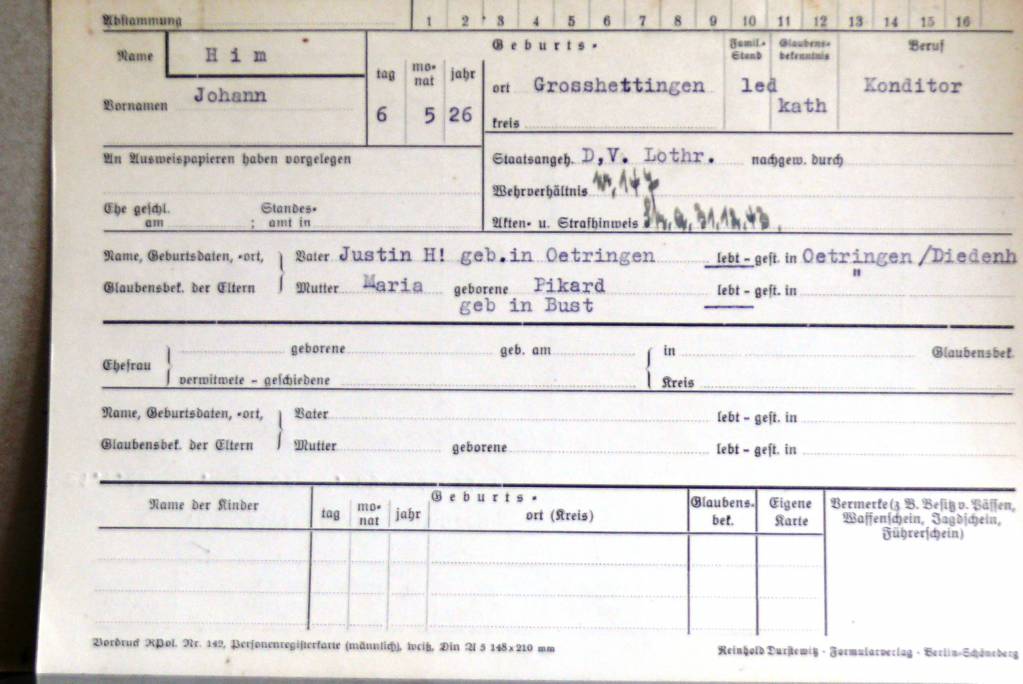 Abstammung 1 2 3 4 5 6 7 8 9 10 11 12 13 14 15 16
Name Him
Vornamen Johann
Geburts-
tag monat jahr
6 5 26
ort Grosshettingen
kreis
Famil.-Stand
led
Glaubens-bekenntnis
kath
Beruf
Konditor
An Ausweispapieren haben vorgelegen
Staatsangeh. D,V. Lothr. nachgew. durch
Wehrverhältnis
Ehe geschl. am ; Standes-amt in
Akten- u. Strafhinweis
Name, Geburtsdaten, -ort, Vater Justin H! geb.in Oetringen lebt - gest. in Oetringen /Diedenh
Glaubensbek. der Eltern Mutter Maria geborene Pikard lebt - gest. in "
geb in Bust
Ehefrau geborene geb. am in Glaubensbek.
verwitwete - geschiedene Kreis
Name, Geburtsdaten, -ort, Vater lebt - gest. in
Glaubensbek. der Eltern Mutter geborene lebt - gest. in
Name der Kinder
Geburts-
tag mo-nat jahr ort (Kreis)
Glaubens-bek.
Eigene Karte
Vermerke (z B. Besitz v. Pässen,
Waffenschein, Jagdschein,
Führerschein)
Vordruck RPol. Nr. 142, Personenregisterkarte (männlich), weiß, Din A 5 148x210 mm
Reinhold Durstewitz · Formularverlag · Berlin-Schöneberg